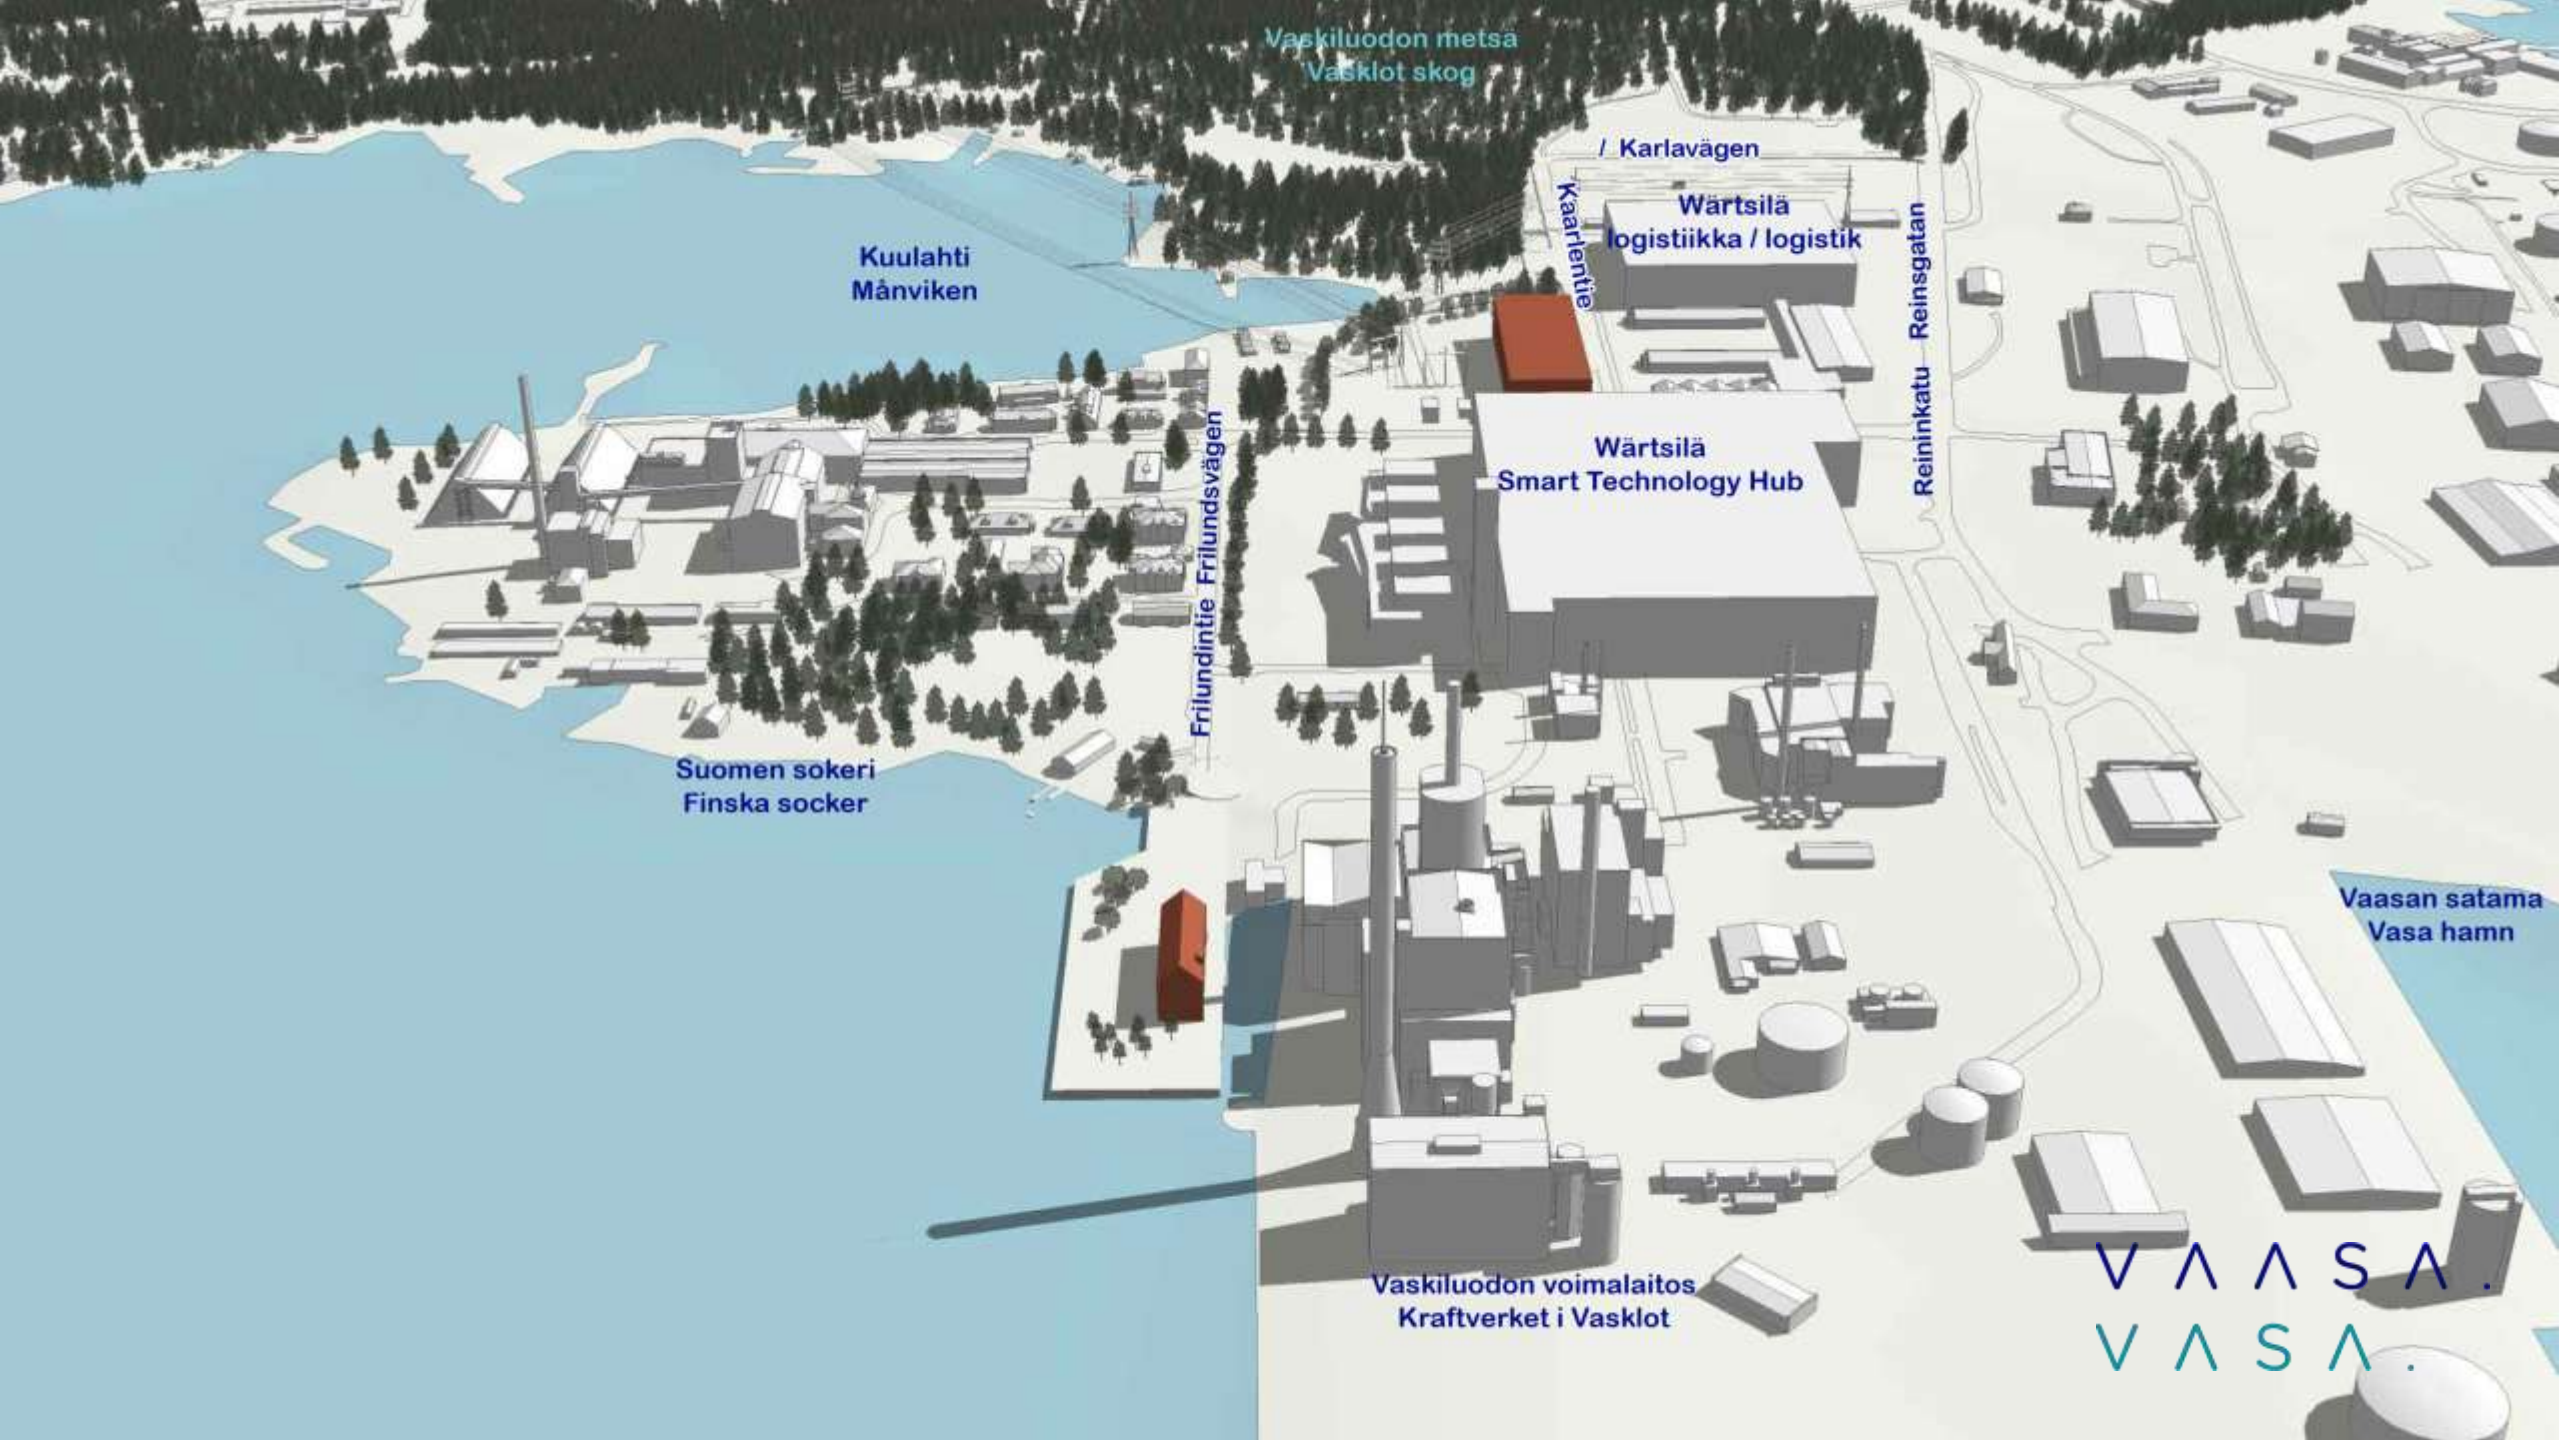 Vaskiluodon metsä
Vasklot skog
/ Karlavägen
Kaarlentie
Wärtsilä
logistiikka / logistik
Reininkatu Reinsgatan
Kuulahti
Månviken
Wärtsilä
Smart Technology Hub
Frilundintie Frilundsvägen
Suomen sokeri
Finska socker
Vaasan satama
Vasa hamn
Vaskiluodon voimalaitos
Kraftverket i Vasklot
VAASA.
VASA.